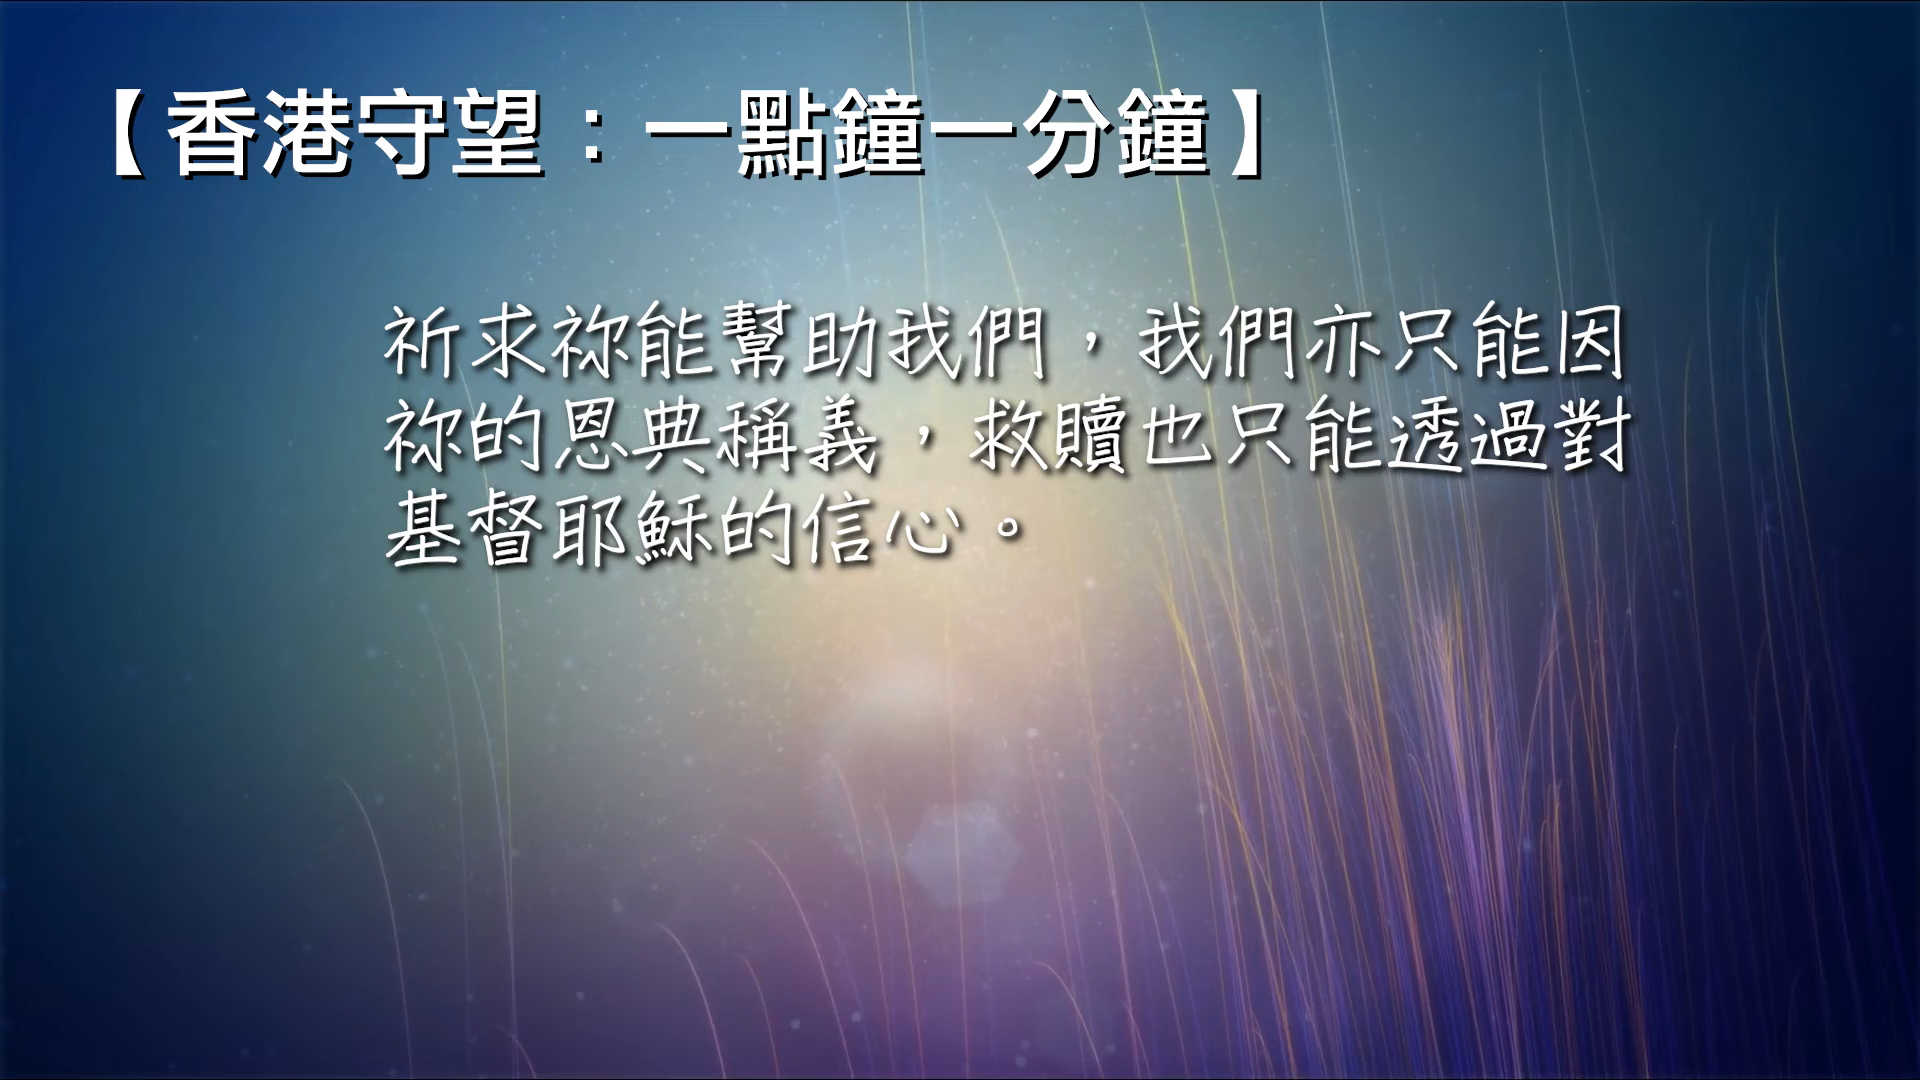 【香港守望：一點鐘一分鐘】
祈求祢能幫助我們，我們亦只能因
祢的恩典稱義，救贖也只能透過對
基督耶穌的信心。